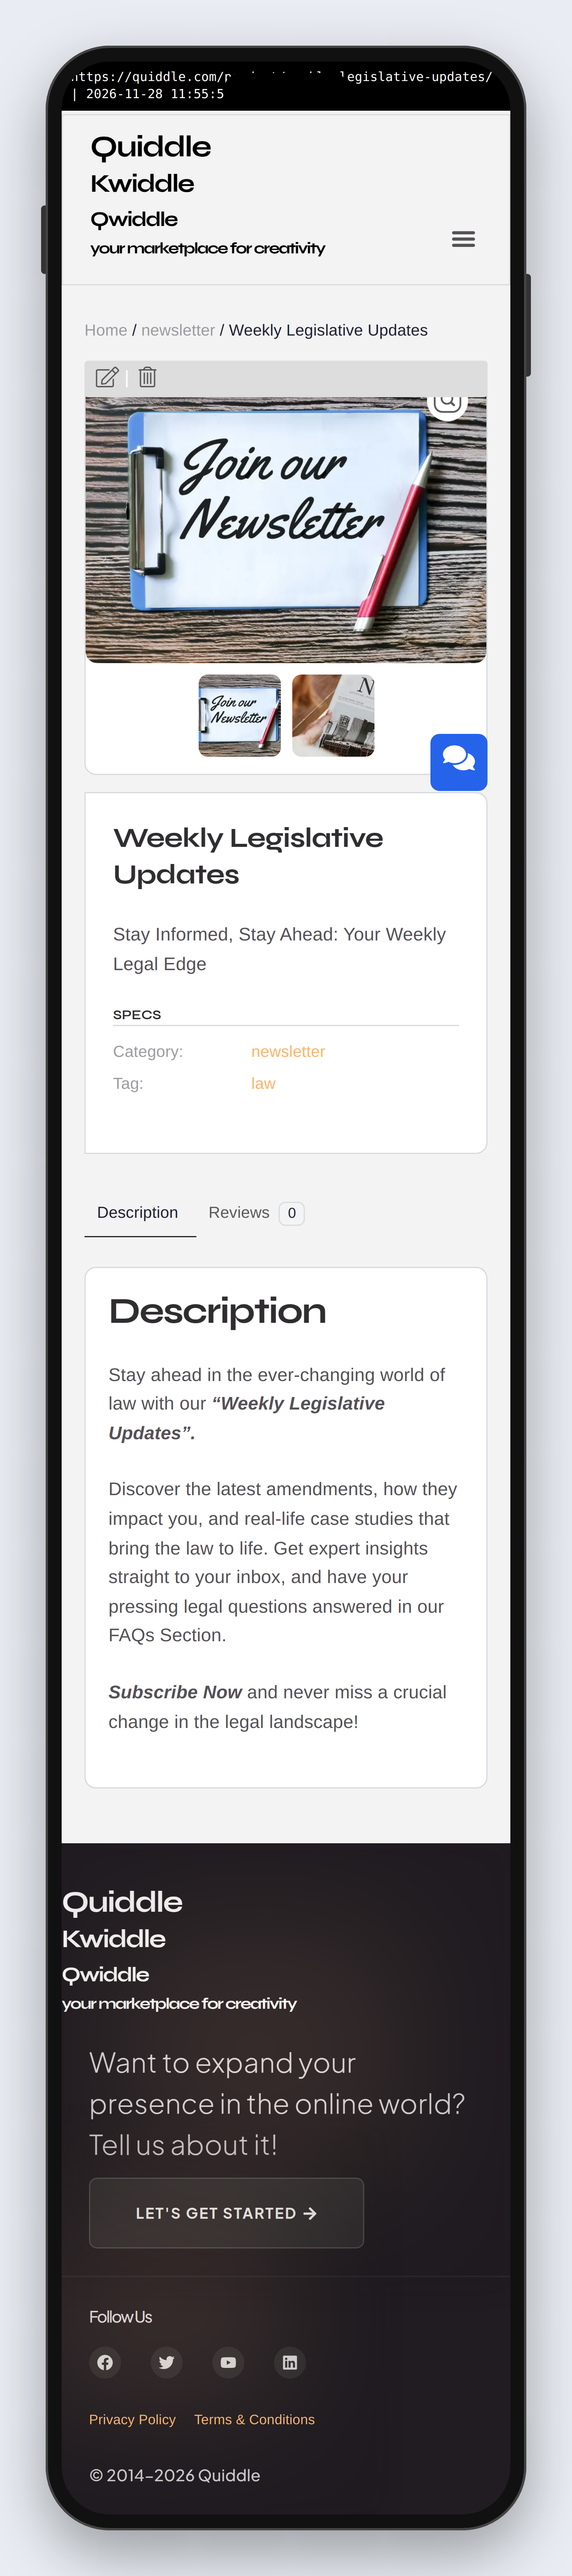 https://quiddle.com/ legislative-updates/
| 2026-11-28 11:55:5
Quiddle
Kwiddle
Qwiddle
your marketplace for creativity
Home / newsletter / Weekly Legislative Updates
Join our
Newsletter
Join our
Newsletter
N
Weekly Legislative
Updates
Stay Informed, Stay Ahead: Your Weekly
Legal Edge
SPECS
Category: newsletter
Tag: law
Description Reviews 0
Description
Stay ahead in the ever-changing world of
law with our “Weekly Legislative
Updates”.
Discover the latest amendments, how they
impact you, and real-life case studies that
bring the law to life. Get expert insights
straight to your inbox, and have your
pressing legal questions answered in our
FAQs Section.
Subscribe Now and never miss a crucial
change in the legal landscape!
Quiddle
Kwiddle
Qwiddle
your marketplace for creativity
Want to expand your
presence in the online world?
Tell us about it!
LET'S GET STARTED →
Follow Us
Privacy Policy Terms & Conditions
© 2014–2026 Quiddle